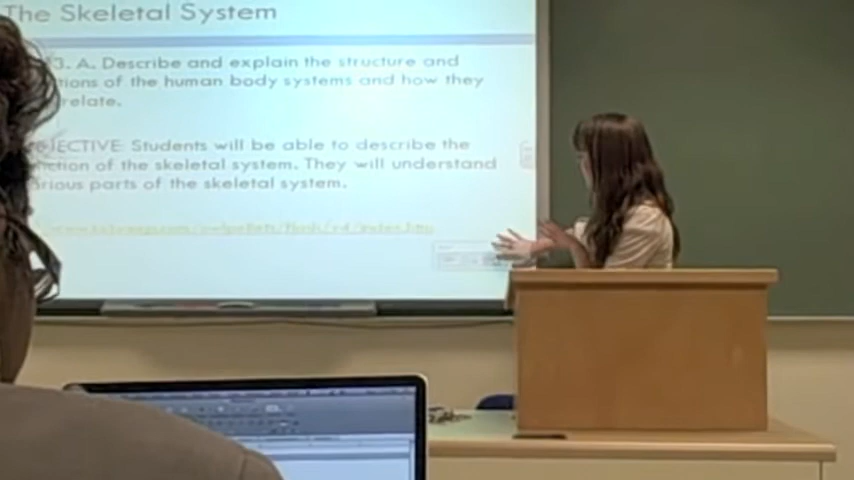 The Skeletal System
3. A. Describe and explain the structure and
tions of the human body systems and how they
relate.
JECTIVE: Students will be able to describe the
nction of the skeletal system. They will understand
rious parts of the skeletal system.